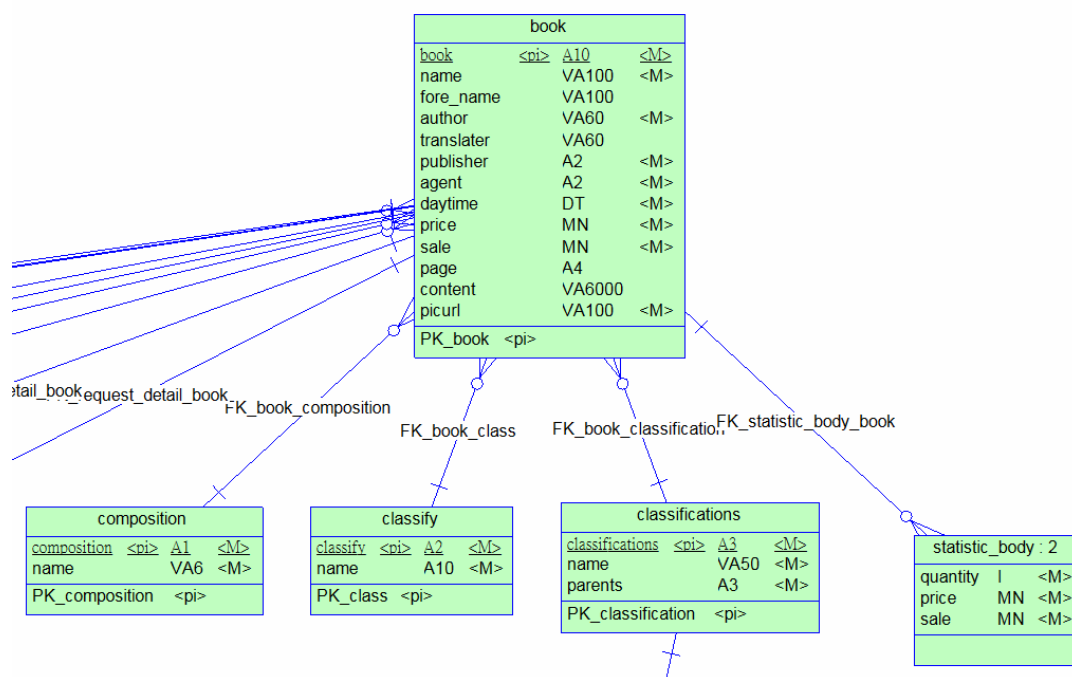 book
book <pi> A10 <M>
name VA100 <M>
fore_name VA100
author VA60 <M>
translater VA60
publisher A2 <M>
agent A2 <M>
daytime DT <M>
price MN <M>
sale MN <M>
page A4
content VA6000
picurl VA100 <M>
PK_book <pi>
etail_book
equest_detail_book
FK_book_composition
FK_book_class
FK_book_classification
FK_statistic_body_book
composition
composition <pi> A1 <M>
name VA6 <M>
PK_composition <pi>
classify
classify <pi> A2 <M>
name A10 <M>
PK_class <pi>
classifications
classifications <pi> A3 <M>
name VA50 <M>
parents A3 <M>
PK_classification <pi>
statistic_body : 2
quantity I <M>
price MN <M>
sale MN <M>